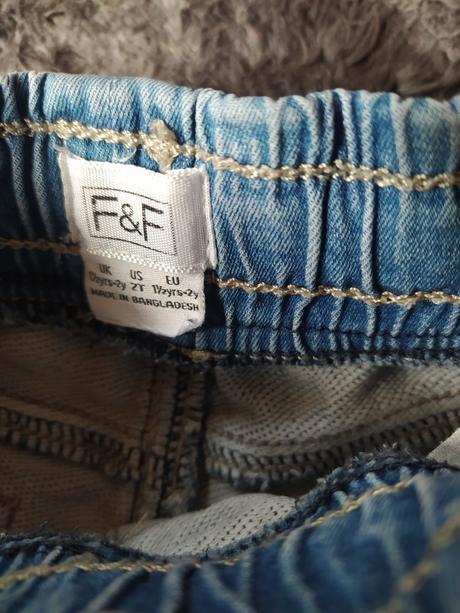 F&F
UK US EU
1½yrs-2y 2T 1½yrs-2y
MADE IN BANGLADESH